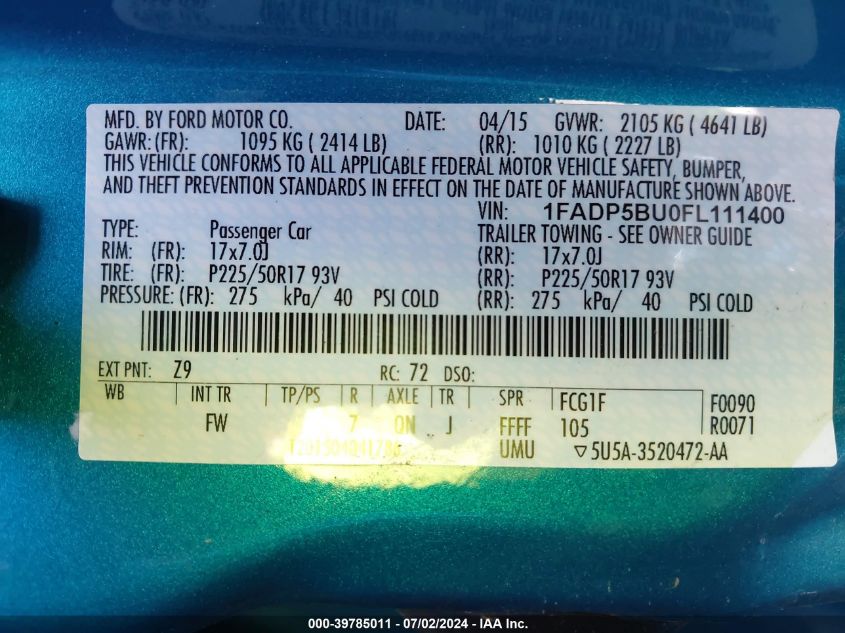 MFD. BY FORD MOTOR CO. DATE: 04/15 GVWR: 2105 KG ( 4641 LB)
GAWR:(FR): 1095 KG ( 2414 LB) (RR): 1010 KG ( 2227 LB)
THIS VEHICLE CONFORMS TO ALL APPLICABLE FEDERAL MOTOR VEHICLE SAFETY, BUMPER,
AND THEFT PREVENTION STANDARDS IN EFFECT ON THE DATE OF MANUFACTURE SHOWN ABOVE.
VIN: 1FADP5BU0FL111400
TYPE: Passenger Car TRAILER TOWING - SEE OWNER GUIDE
RIM: (FR): 17x7.0J (RR): 17x7.0J
TIRE: (FR): P225/50R17 93V (RR): P225/50R17 93V
PRESSURE: (FR): 275 kPa/ 40 PSI COLD (RR): 275 kPa/ 40 PSI COLD
EXT PNT: Z9 RC: 72 DSO:
WB INT TR TP/PS R AXLE TR SPR FCG1F F0090
FW 7 ON J FFFF 105 R0071
UMU ▽5U5A-3520472-AA
000-39785011 - 07/02/2024 - IAA Inc.